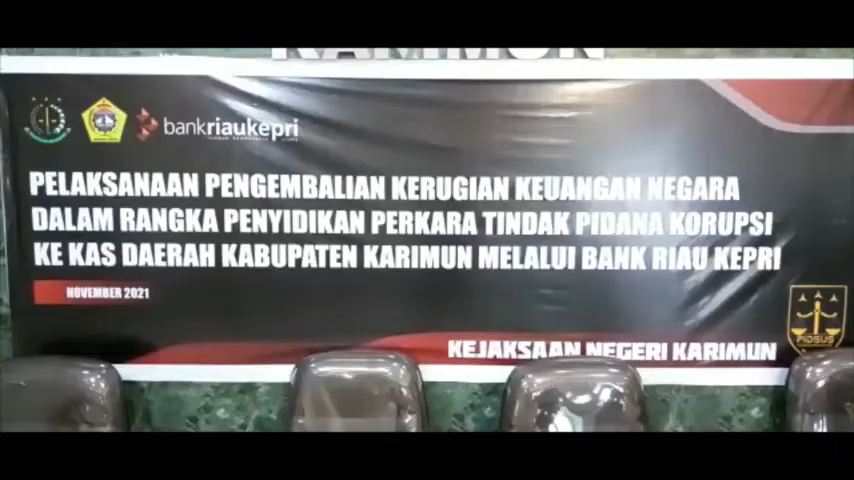 KARIMUN
bankriaukepri
PELAKSANAAN PENGEMBALIAN KERUGIAN KEUANGAN NEGARA
DALAM RANGKA PENYIDIKAN PERKARA TINDAK PIDANA KORUPSI
KE KAS DAERAH KABUPATEN KARIMUN MELALUI BANK RIAU KEPRI
NOVEMBER 2021
PIDSUS
KEJAKSAAN NEGERI KARIMUN